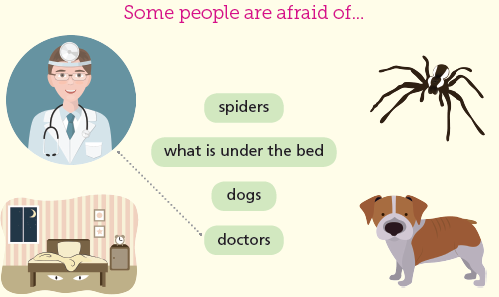 Some people are afraid of...
spiders
what is under the bed
dogs
doctors